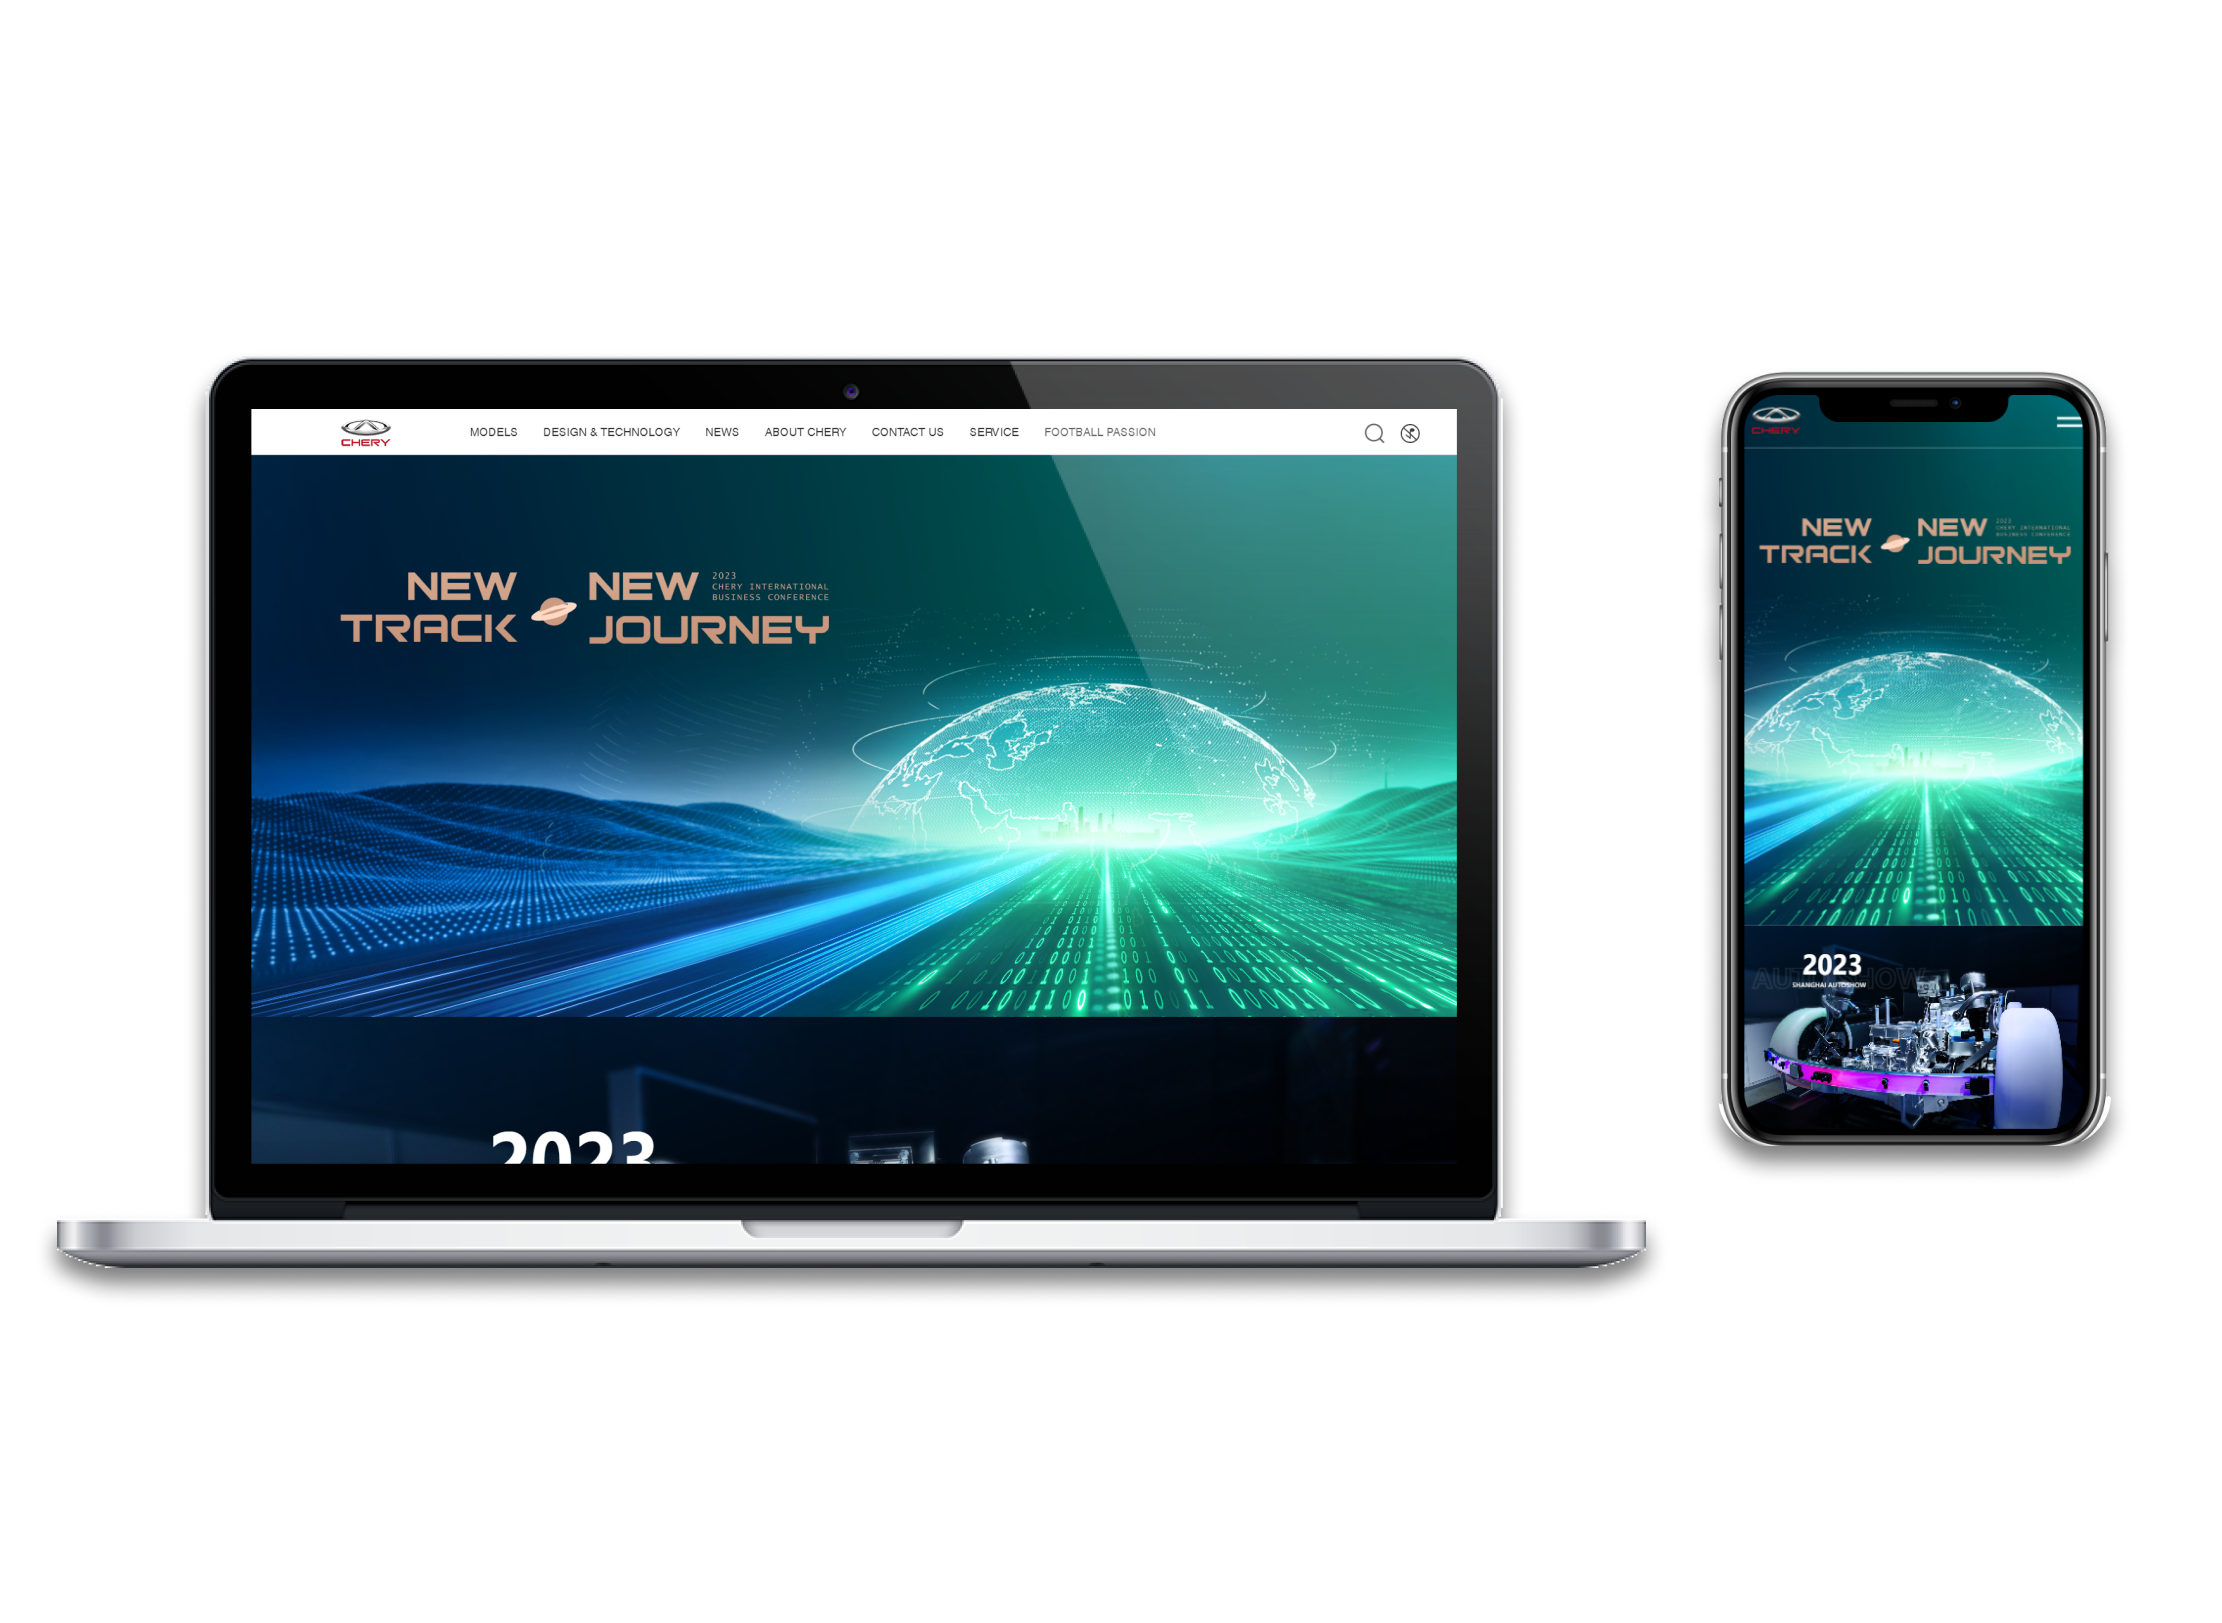 CHERY
MODELS DESIGN & TECHNOLOGY NEWS ABOUT CHERY CONTACT US SERVICE FOOTBALL PASSION
NEW TRACK
NEW JOURNEY
2023
CHERY INTERNATIONAL
BUSINESS CONFERENCE
2023
CHERY
NEW TRACK
NEW JOURNEY
2023
CHERY INTERNATIONAL
BUSINESS CONFERENCE
AUTOSHOW
2023
SHANGHAI AUTOSHOW